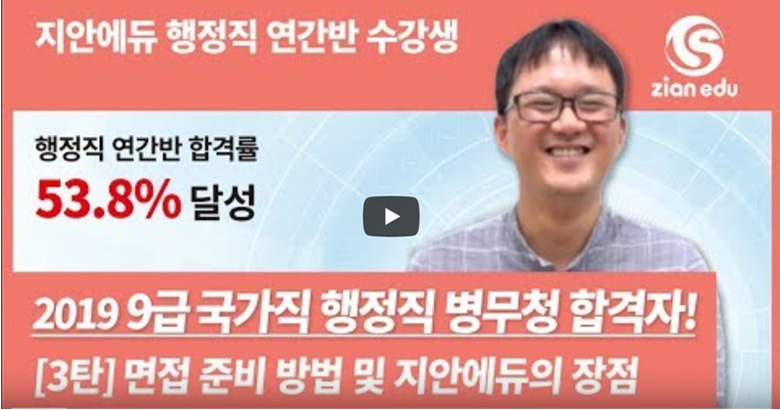 지안에듀 행정직 연간반 수강생
zian edu
행정직 연간반 합격률
53.8% 달성
2019 9급 국가직 행정직 병무청 합격자!
[3탄] 면접 준비 방법 및 지안에듀의 장점